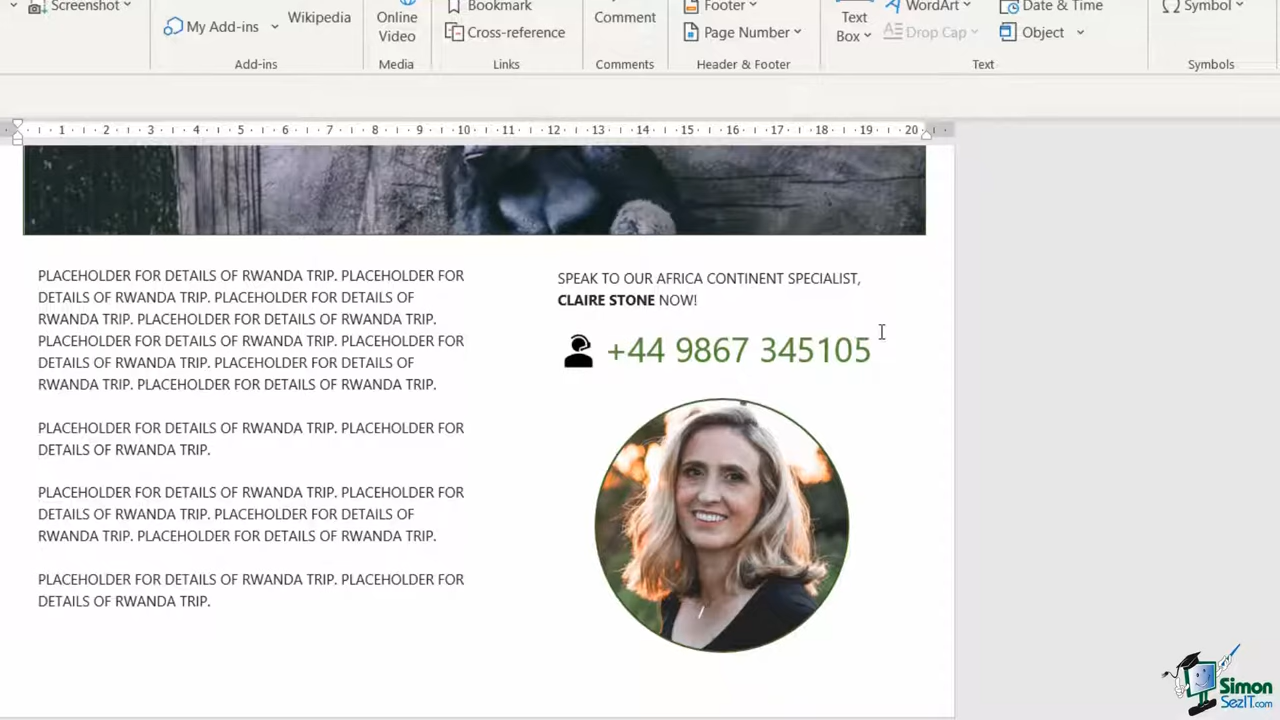 Screenshot
My Add-ins
Wikipedia
Add-ins
Online
Video
Media
Bookmark
Cross-reference
Links
Comment
Comments
Footer
Page Number
Header & Footer
Text
Box
WordArt
Drop Cap
Date & Time
Object
Text
Symbol
Symbols
1 2 3 4 5 6 7 8 9 10 11 12 13 14 15 16 17 18 19 20
PLACEHOLDER FOR DETAILS OF RWANDA TRIP. PLACEHOLDER FOR
DETAILS OF RWANDA TRIP. PLACEHOLDER FOR DETAILS OF
RWANDA TRIP. PLACEHOLDER FOR DETAILS OF RWANDA TRIP.
PLACEHOLDER FOR DETAILS OF RWANDA TRIP. PLACEHOLDER FOR
DETAILS OF RWANDA TRIP. PLACEHOLDER FOR DETAILS OF
RWANDA TRIP. PLACEHOLDER FOR DETAILS OF RWANDA TRIP.
PLACEHOLDER FOR DETAILS OF RWANDA TRIP. PLACEHOLDER FOR
DETAILS OF RWANDA TRIP.
PLACEHOLDER FOR DETAILS OF RWANDA TRIP. PLACEHOLDER FOR
DETAILS OF RWANDA TRIP. PLACEHOLDER FOR DETAILS OF
RWANDA TRIP. PLACEHOLDER FOR DETAILS OF RWANDA TRIP.
PLACEHOLDER FOR DETAILS OF RWANDA TRIP. PLACEHOLDER FOR
DETAILS OF RWANDA TRIP.
SPEAK TO OUR AFRICA CONTINENT SPECIALIST,
CLAIRE STONE NOW!
+44 9867 345105
Simon
SezIT.com